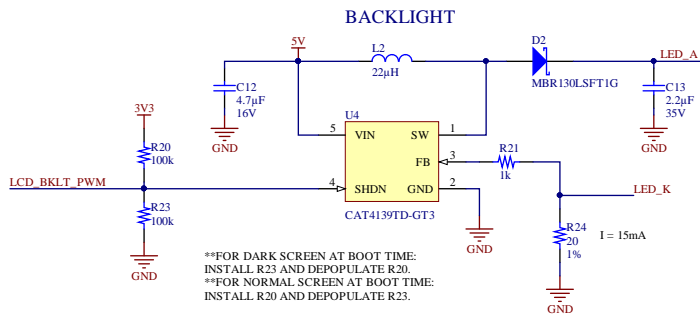 BACKLIGHT
5V
L2
22µH
D2
MBR130LSFT1G
LED_A
C12
4.7µF
16V
GND
C13
2.2µF
35V
GND
3V3
U4
5 VIN SW 1
FB 3
4 SHDN GND 2
CAT4139TD-GT3
R20
100k
R21
1k
LCD_BKLT_PWM
LED_K
R23
100k
GND
GND
R24
20
1%
I = 15mA
GND
**FOR DARK SCREEN AT BOOT TIME:
INSTALL R23 AND DEPOPULATE R20.
**FOR NORMAL SCREEN AT BOOT TIME:
INSTALL R20 AND DEPOPULATE R23.